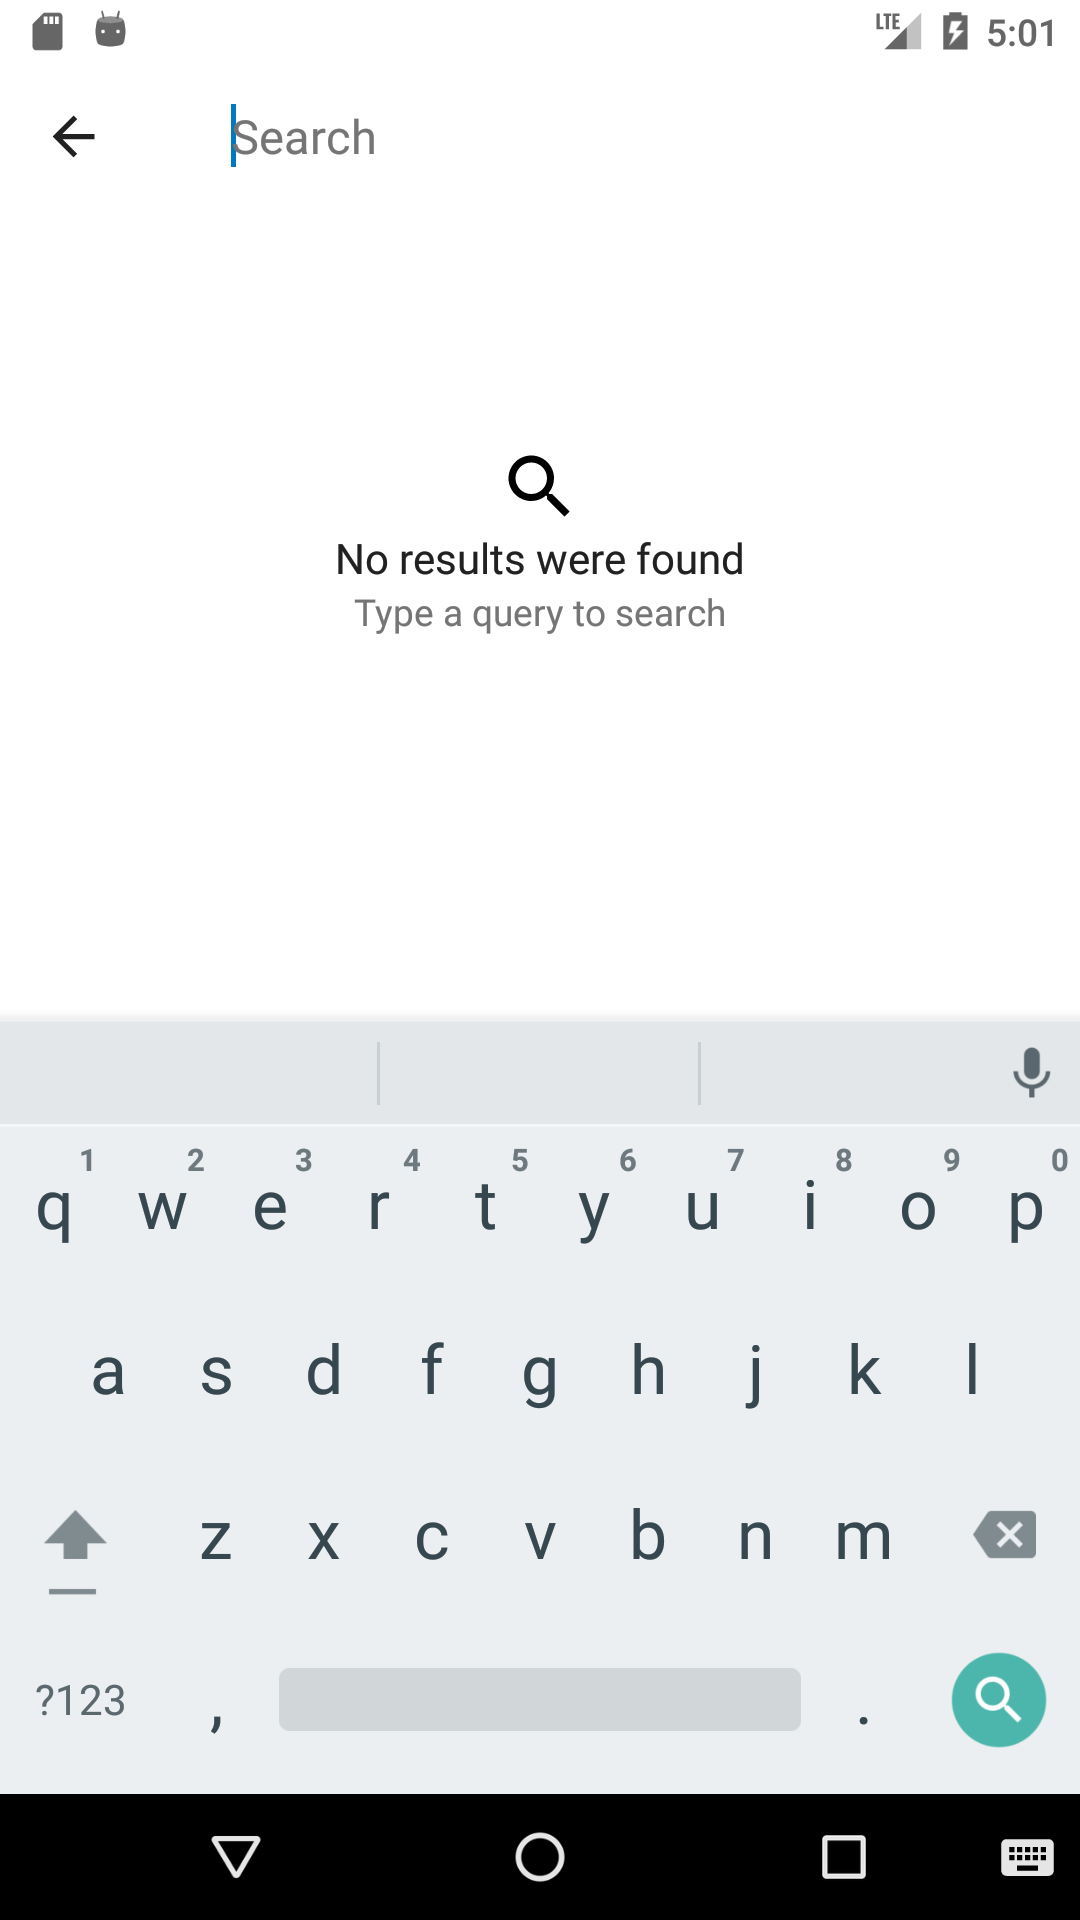 LTE 5:01
Search
No results were found
Type a query to search
1 2 3 4 5 6 7 8 9 0
q w e r t y u i o p
a s d f g h j k l
z x c v b n m
?123 , .